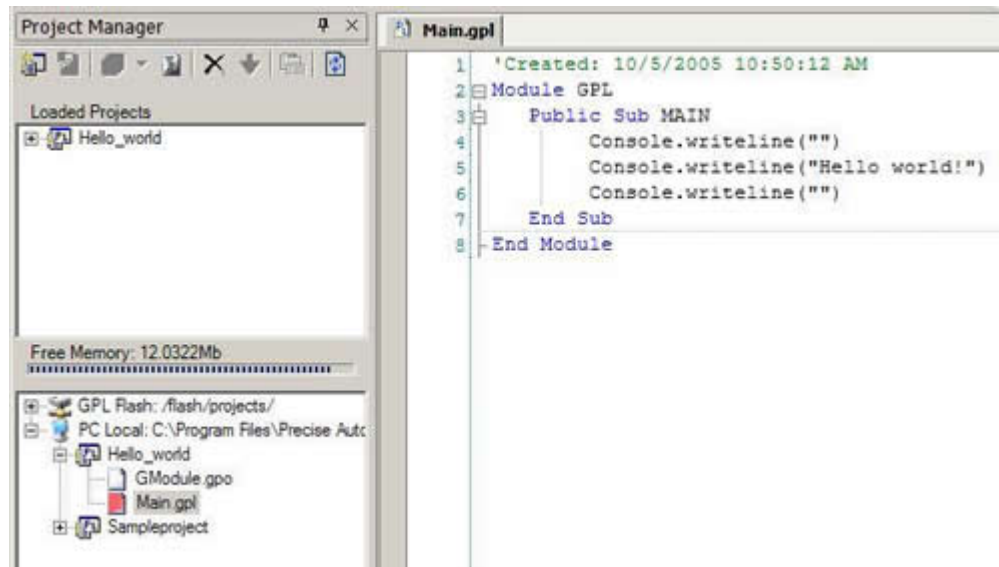 Project Manager
Loaded Projects
Hello_world
Free Memory: 12.0322Mb
GPL Flash: /flash/projects/
PC Local: C:\Program Files\Precise Autc
Hello_world
GModule.gpo
Main.gpl
Sampleproject
Main.gpl
1 'Created: 10/5/2005 10:50:12 AM
2 Module GPL
3 Public Sub MAIN
4 Console.writeline("")
5 Console.writeline("Hello world!")
6 Console.writeline("")
7 End Sub
8 End Module